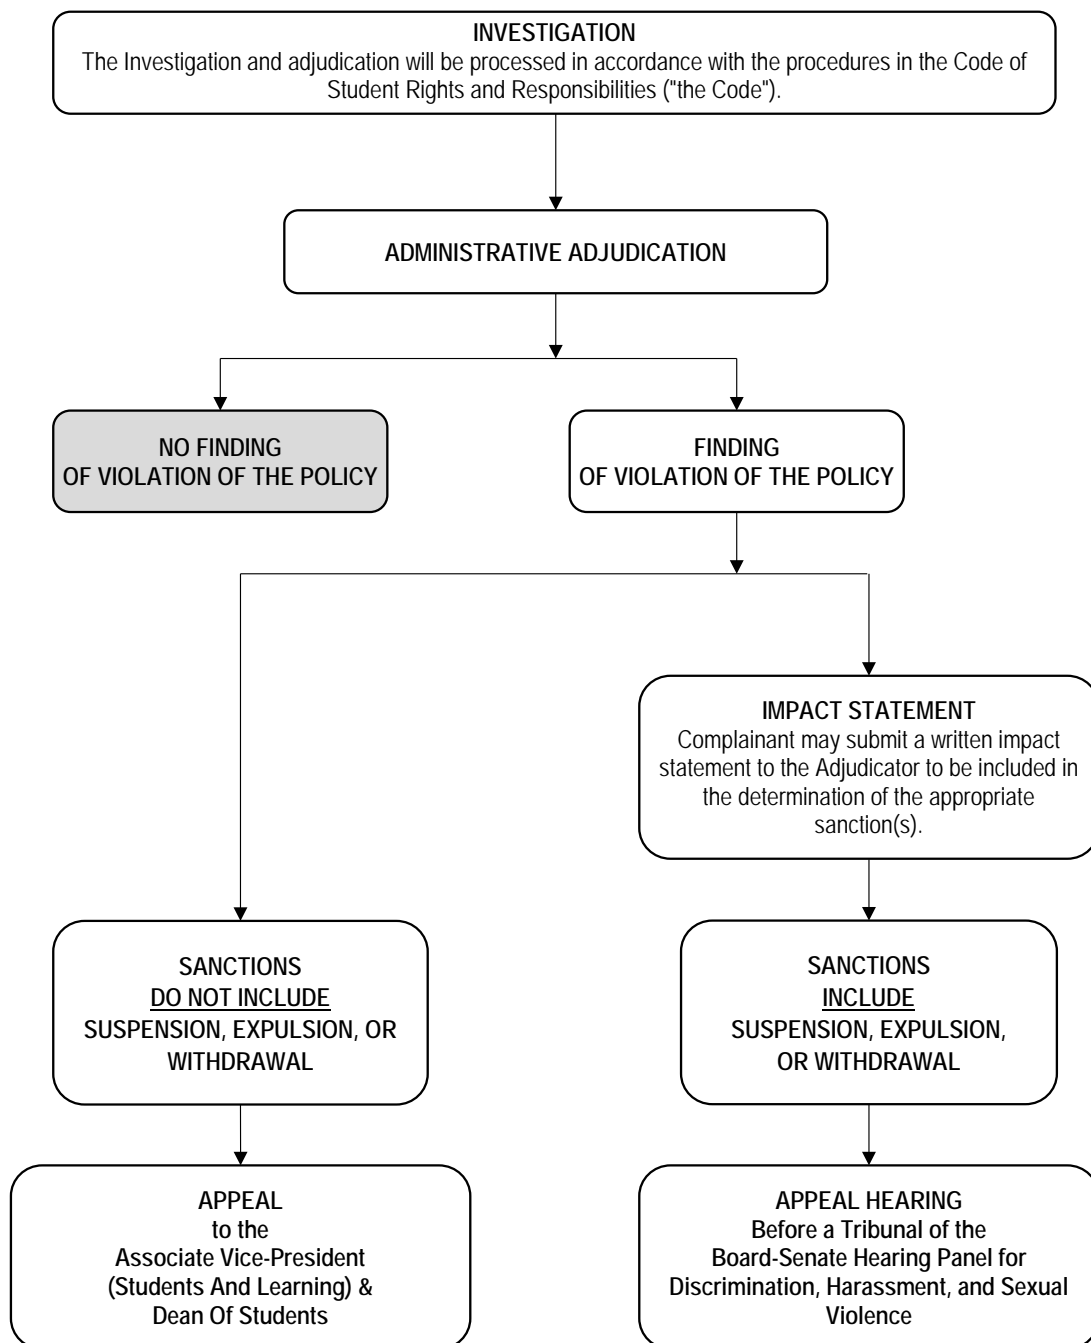 INVESTIGATION
The Investigation and adjudication will be processed in accordance with the procedures in the Code of
Student Rights and Responsibilities ("the Code").
ADMINISTRATIVE ADJUDICATION
NO FINDING
OF VIOLATION OF THE POLICY
FINDING
OF VIOLATION OF THE POLICY
IMPACT STATEMENT
Complainant may submit a written impact
statement to the Adjudicator to be included in
the determination of the appropriate
sanction(s).
SANCTIONS
DO NOT INCLUDE
SUSPENSION, EXPULSION, OR
WITHDRAWAL
SANCTIONS
INCLUDE
SUSPENSION, EXPULSION,
OR WITHDRAWAL
APPEAL
to the
Associate Vice-President
(Students And Learning) &
Dean Of Students
APPEAL HEARING
Before a Tribunal of the
Board-Senate Hearing Panel for
Discrimination, Harassment, and Sexual
Violence